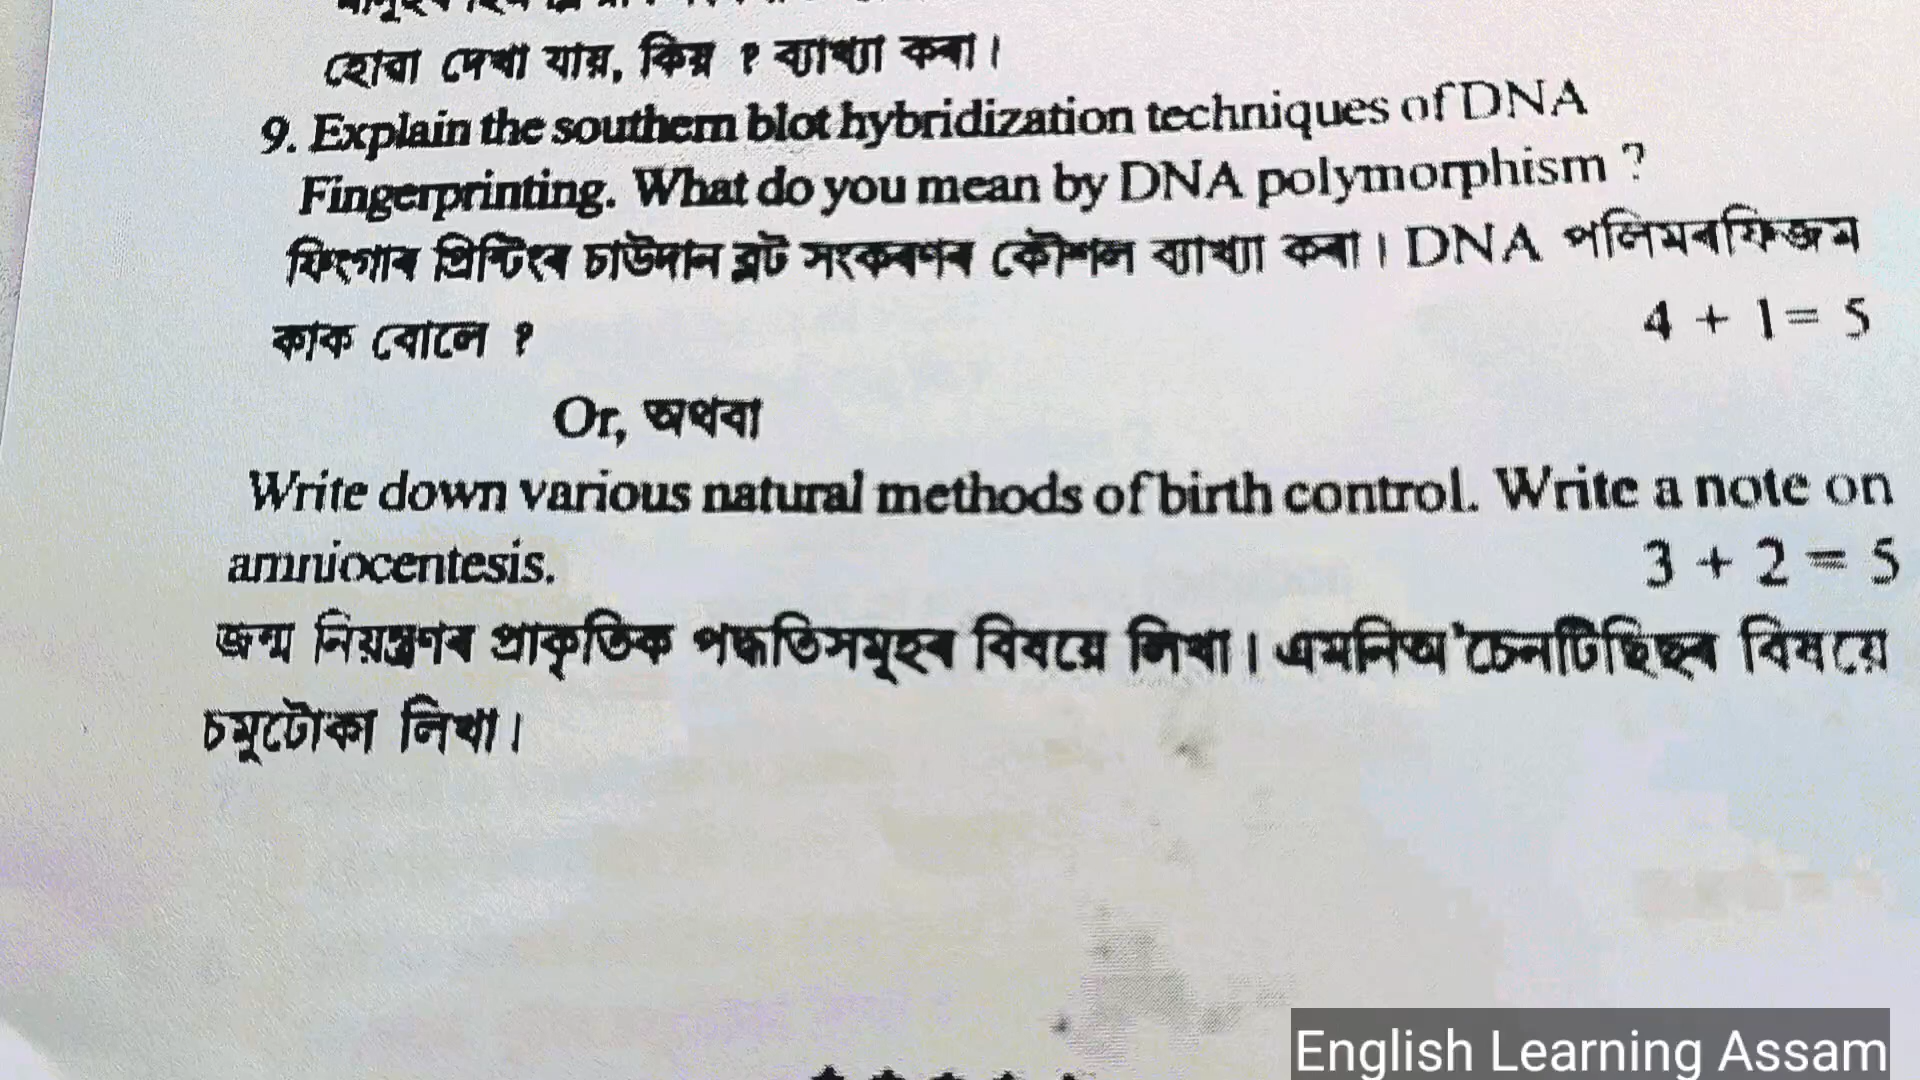 হোৱা দেখা যায়, কিয় ? ব্যাখ্যা কৰা।
9. Explain the southern blot hybridization techniques of DNA
Fingerprinting. What do you mean by DNA polymorphism ?
ফিংগাৰ প্ৰিন্টিংৰ চাউদাৰ্ন ব্লট সংকৰণৰ কৌশল ব্যাখ্যা কৰা। DNA পলিমৰফিজম
কাক বোলে ?
4 + 1 = 5
Or, অথবা
Write down various natural methods of birth control. Write a note on
amniocentesis.
3 + 2 = 5
জন্ম নিয়ন্ত্ৰণৰ প্ৰাকৃতিক পদ্ধতিসমূহৰ বিষয়ে লিখা। এমনিঅ'চেনটিছিছৰ বিষয়ে
চমুটোকা লিখা।
English Learning Assam